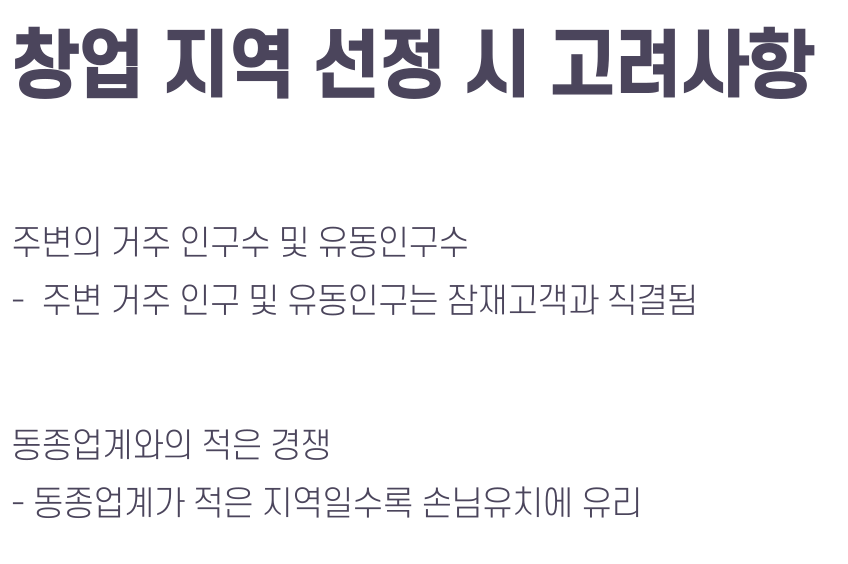 창업 지역 선정 시 고려사항
주변의 거주 인구수 및 유동인구수
- 주변 거주 인구 및 유동인구는 잠재고객과 직결됨
동종업계와의 적은 경쟁
- 동종업계가 적은 지역일수록 손님유치에 유리